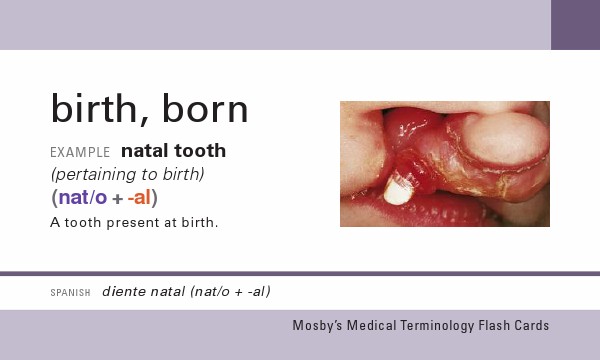 birth, born
EXAMPLE natal tooth
(pertaining to birth)
(nat/o + -al)
A tooth present at birth.
SPANISH diente natal (nat/o + -al)
Mosby's Medical Terminology Flash Cards